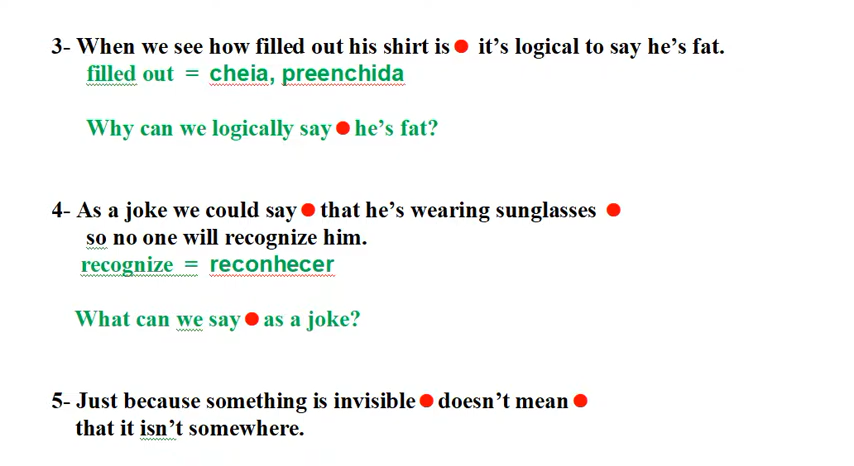 3- When we see how filled out his shirt is ● it's logical to say he's fat.
filled out = cheia, preenchida
Why can we logically say ● he's fat?
4- As a joke we could say ● that he's wearing sunglasses ●
so no one will recognize him.
recognize = reconhecer
What can we say ● as a joke?
5- Just because something is invisible ● doesn't mean ●
that it isn't somewhere.